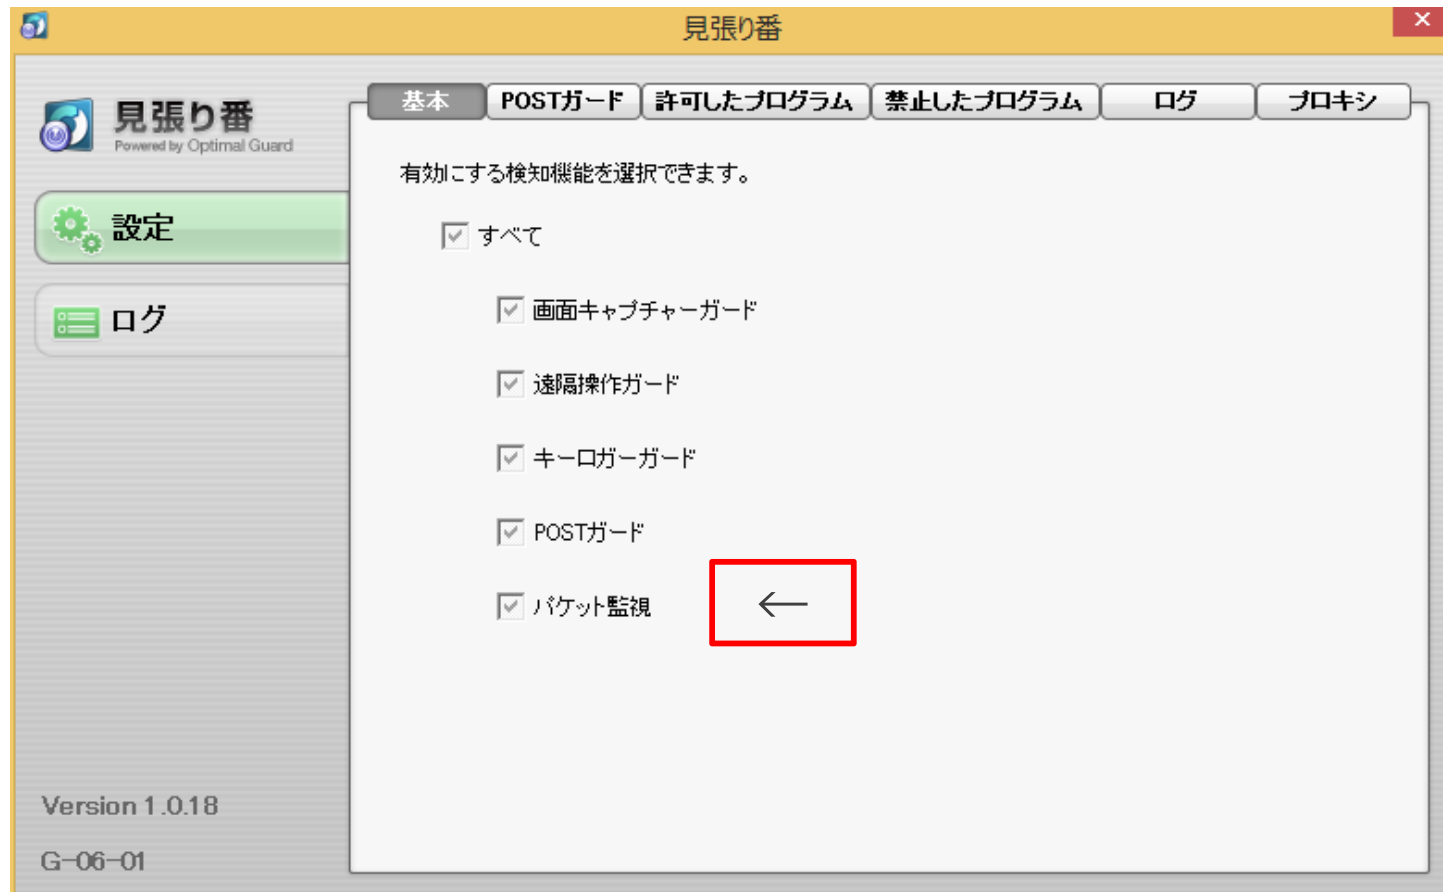 見張り番
×
見張り番
Powered by Optimal Guard
基本 POSTガード 許可したプログラム 禁止したプログラム ログ プロキシ
有効にする検知機能を選択できます。
設定
すべて
ログ
画面キャプチャーガード
遠隔操作ガード
キーロガーガード
POSTガード
パケット監視 ←
Version 1.0.18
G-06-01